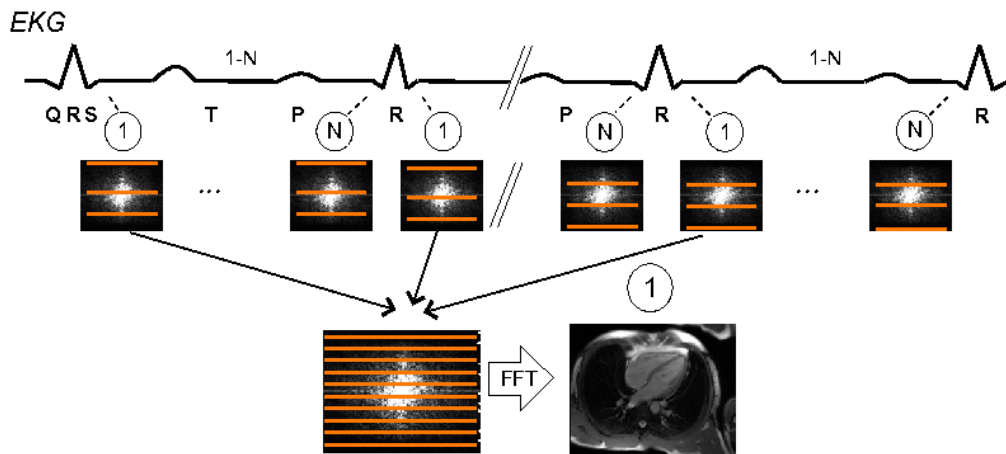 EKG
1-N 1-N
Q R S T P R P R R
1 N 1 N 1 N
... ...
1
FFT